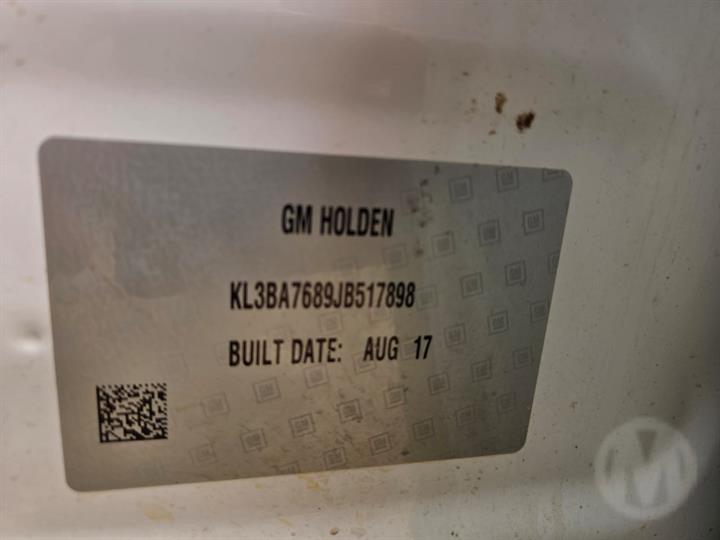 GM HOLDEN
KL3BA7689JB517898
BUILT DATE: AUG 17